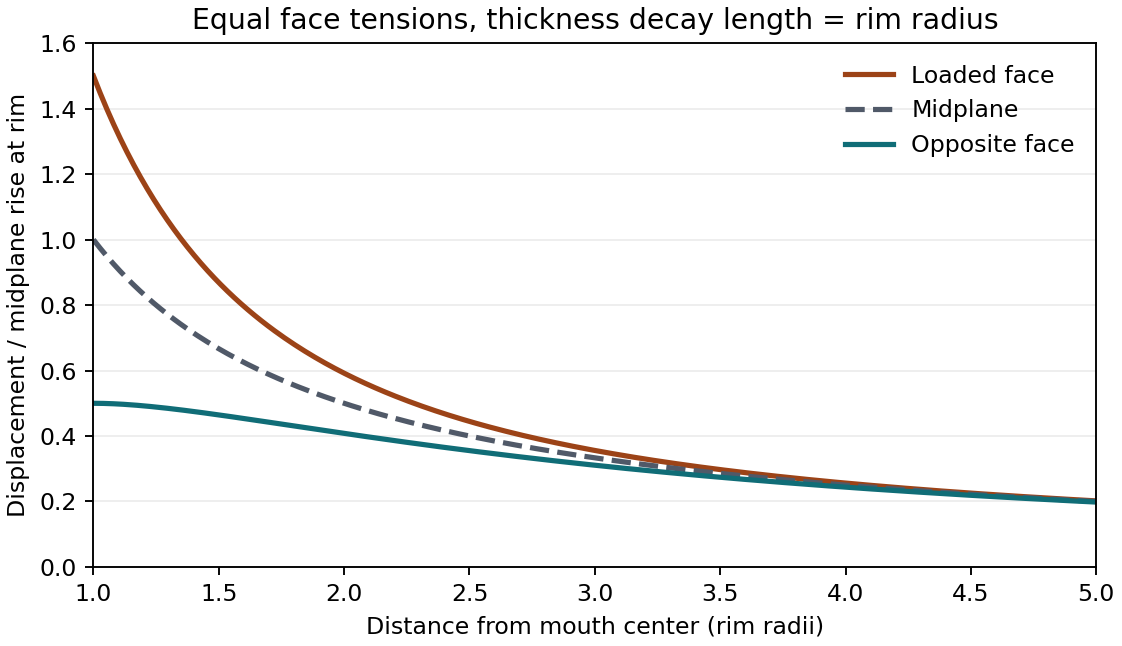 Equal face tensions, thickness decay length = rim radius
Displacement / midplane rise at rim
1.6
1.4
1.2
1.0
0.8
0.6
0.4
0.2
0.0
Loaded face
Midplane
Opposite face
1.0 1.5 2.0 2.5 3.0 3.5 4.0 4.5 5.0
Distance from mouth center (rim radii)